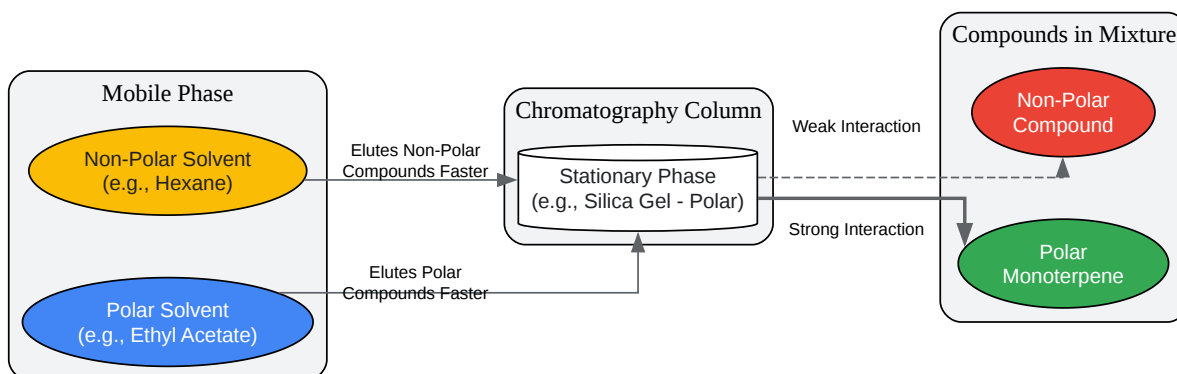 Mobile Phase
Non-Polar Solvent
(e.g., Hexane)
Polar Solvent
(e.g., Ethyl Acetate)
Elutes Non-Polar
Compounds Faster
Elutes Polar
Compounds Faster
Chromatography Column
Stationary Phase
(e.g., Silica Gel - Polar)
Weak Interaction
Strong Interaction
Compounds in Mixture
Non-Polar
Compound
Polar
Monoterpene